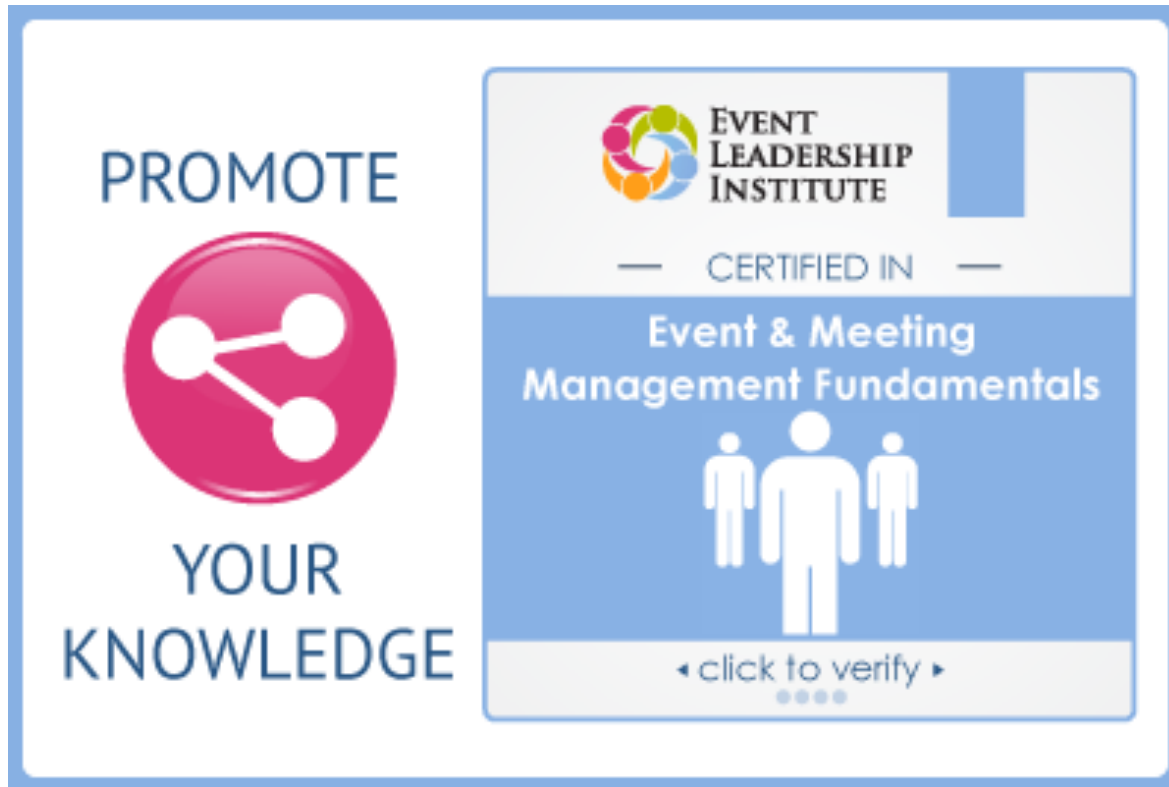 PROMOTE
YOUR
KNOWLEDGE
EVENT
LEADERSHIP
INSTITUTE
CERTIFIED IN
Event & Meeting
Management Fundamentals
click to verify